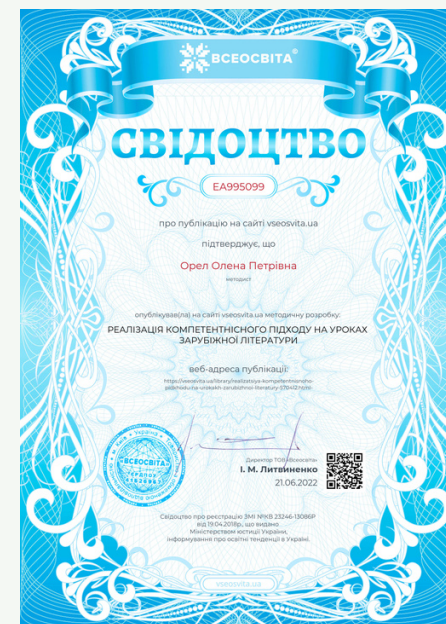 ВСЕОСВІТА
СВІДОЦТВО
EA995099
про публікацію на сайті vseosvita.ua
підтверджує, що
Орел Олена Петрівна
методист
опублікував(ла) на сайті vseosvita.ua методичну розробку:
РЕАЛІЗАЦІЯ КОМПЕТЕНТНІСНОГО ПІДХОДУ НА УРОКАХ
ЗАРУБІЖНОЇ ЛІТЕРАТУРИ
веб-адреса публікації:
Директор ТОВ «Всеосвіта»
І. М. Литвиненко
21.06.2022
ВСЕОСВІТА
Свідоцтво про реєстрацію ЗМІ №КВ 23246-13086Р
від 19.04.2018р., що видано
Міністерством юстиції України,
інформування про освітні тенденції в Україні.
vseosvita.ua